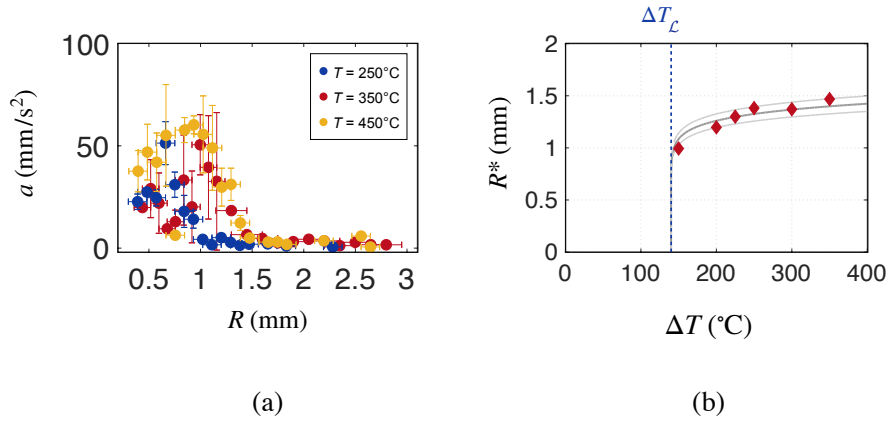 100
50
0
a (mm/s²)
T = 250°C
T = 350°C
T = 450°C
0.5 1 1.5 2 2.5 3
R (mm)
(a)
ΔT_ℒ
2
1.5
1
0.5
0
R* (mm)
0 100 200 300 400
ΔT (°C)
(b)